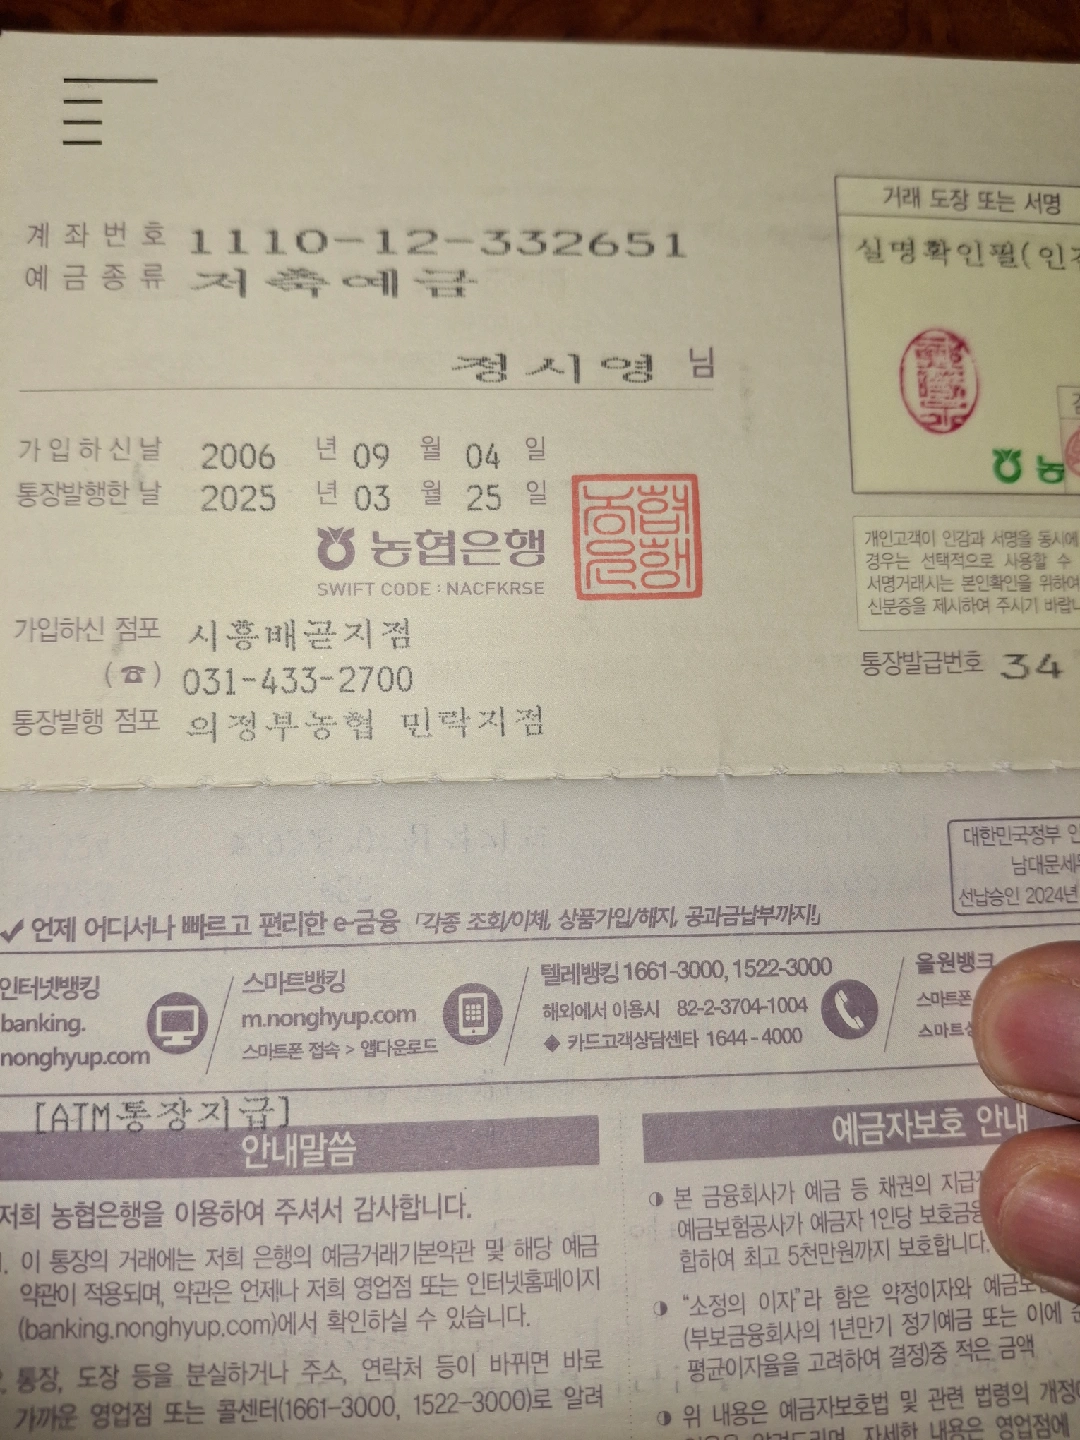 계좌번호 1110-12-332651
예금종류 저축예금
정시영 님
가입하신날 2006 년 09 월 04 일
통장발행한 날 2025 년 03 월 25 일
농협은행
SWIFT CODE : NACFKRSE
농협은행
가입하신 점포 시흥배곧지점
(☎) 031-433-2700
통장발행 점포 의정부농협 민락지점
거래 도장 또는 서명
실명확인필(인
농
개인고객이 인감과 서명을 동시에
경우는 선택적으로 사용할 수
서명거래시는 본인확인을 위하여
신분증을 제시하여 주시기 바랍니
통장발급번호 34
대한민국정부 인
남대문세
선납승인 2024년
✓ 언제 어디서나 빠르고 편리한 e-금융 「각종 조회/이체, 상품가입/해지, 공과금납부까지!」
인터넷뱅킹
banking.
nonghyup.com
스마트뱅킹
m.nonghyup.com
스마트폰 접속 > 앱다운로드
텔레뱅킹 1661-3000, 1522-3000
해외에서 이용시 82-2-3704-1004
◆ 카드고객상담센타 1644-4000
올원뱅크
스마트폰
스마트
[ATM통장지급]
안내말씀
저희 농협은행을 이용하여 주셔서 감사합니다.
1. 이 통장의 거래에는 저희 은행의 예금거래기본약관 및 해당 예금
약관이 적용되며, 약관은 언제나 저희 영업점 또는 인터넷홈페이지
(banking.nonghyup.com)에서 확인하실 수 있습니다.
2. 통장, 도장 등을 분실하거나 주소, 연락처 등이 바뀌면 바로
가까운 영업점 또는 콜센터(1661-3000, 1522-3000)로 알려
예금자보호 안내
본 금융회사가 예금 등 채권의 지급
예금보험공사가 예금자 1인당 보호금융
합하여 최고 5천만원까지 보호합니다.
"소정의 이자"라 함은 약정이자와 예금보
(부보금융회사의 1년만기 정기예금 또는 이에
평균이자율을 고려하여 결정)중 적은 금액
위 내용은 예금자보호법 및 관련 법령의 개정
자세한 내용은 영업점에